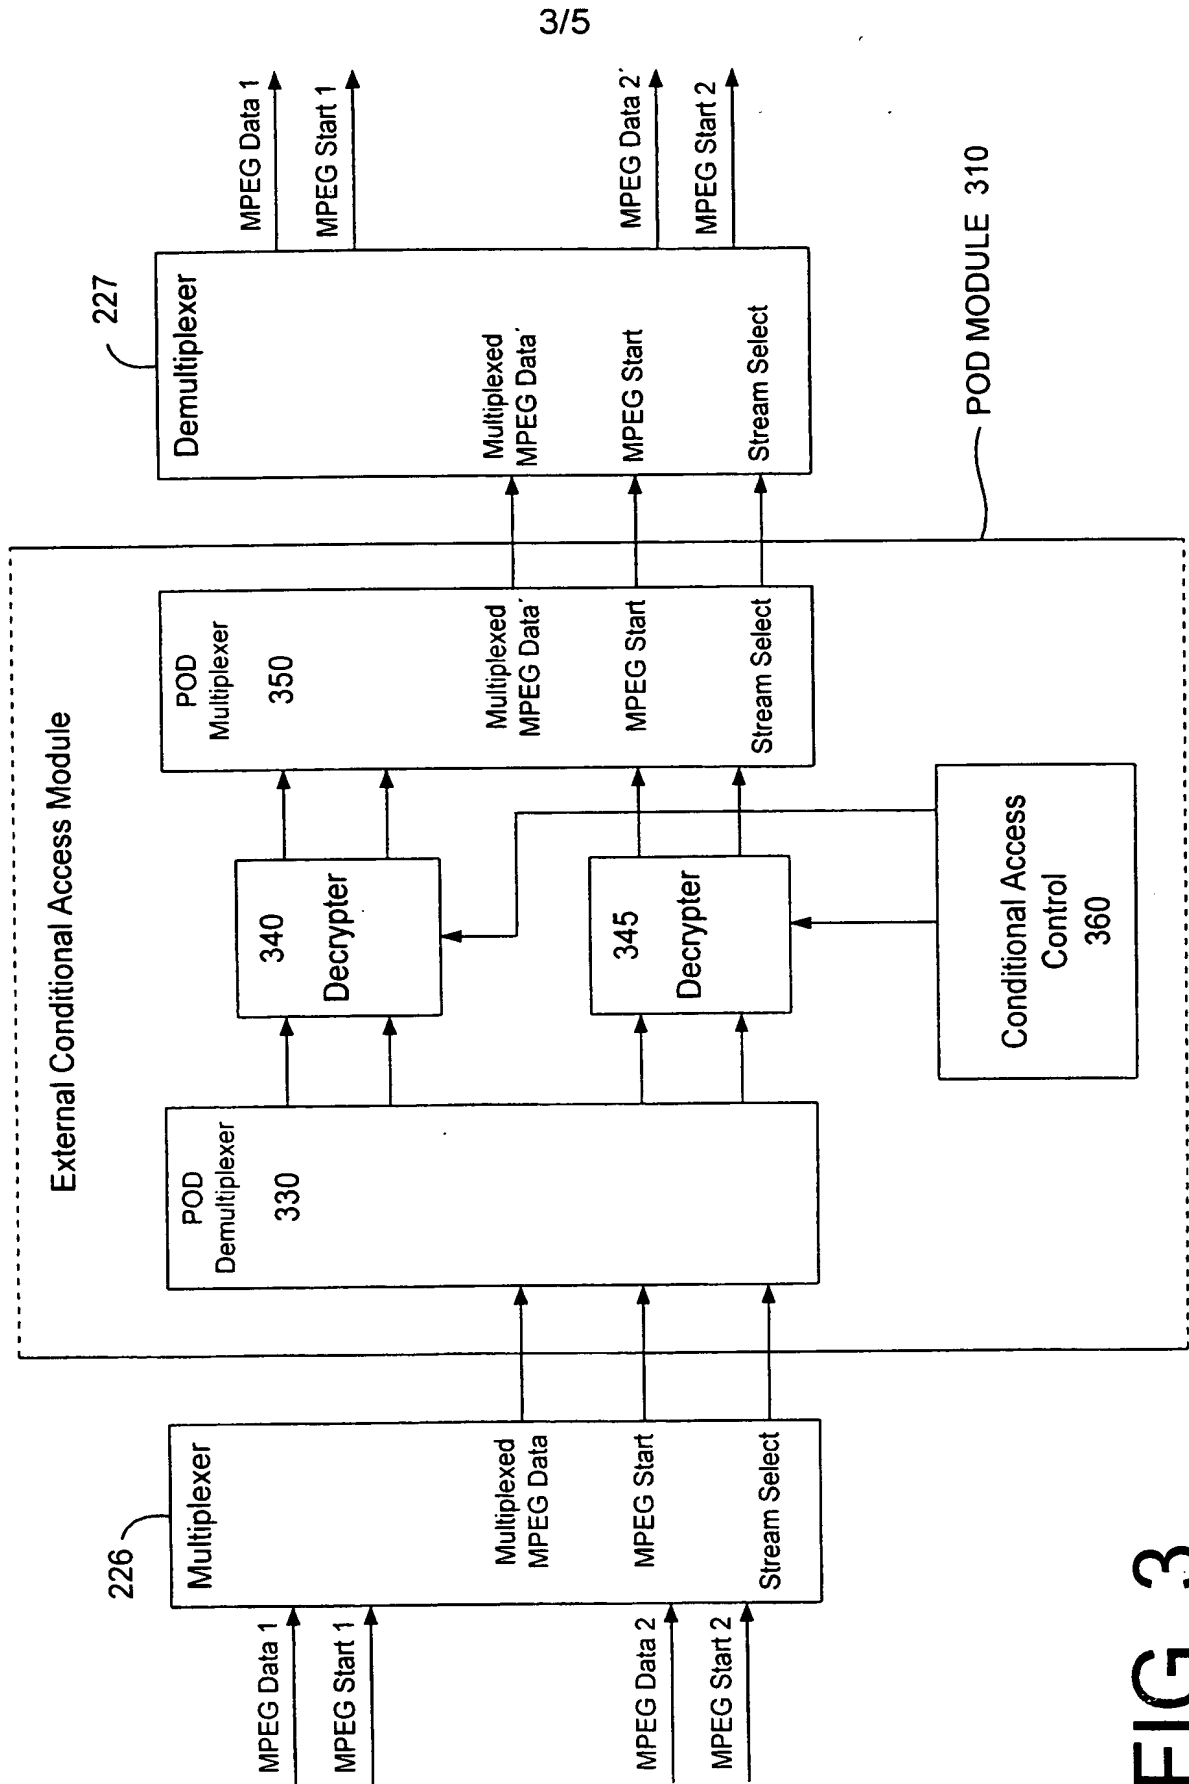 3/5
External Conditional Access Module
226
Multiplexer
MPEG Data 1
MPEG Start 1
MPEG Data 2
MPEG Start 2
Multiplexed
MPEG Data
MPEG Start
Stream Select
POD
Demultiplexer
330
340
Decrypter
345
Decrypter
Conditional Access
Control
360
POD
Multiplexer
350
Multiplexed
MPEG Data′
MPEG Start
Stream Select
POD MODULE 310
227
Demultiplexer
Multiplexed
MPEG Data′
MPEG Start
Stream Select
MPEG Data 1
MPEG Start 1
MPEG Data 2′
MPEG Start 2
FIG 3